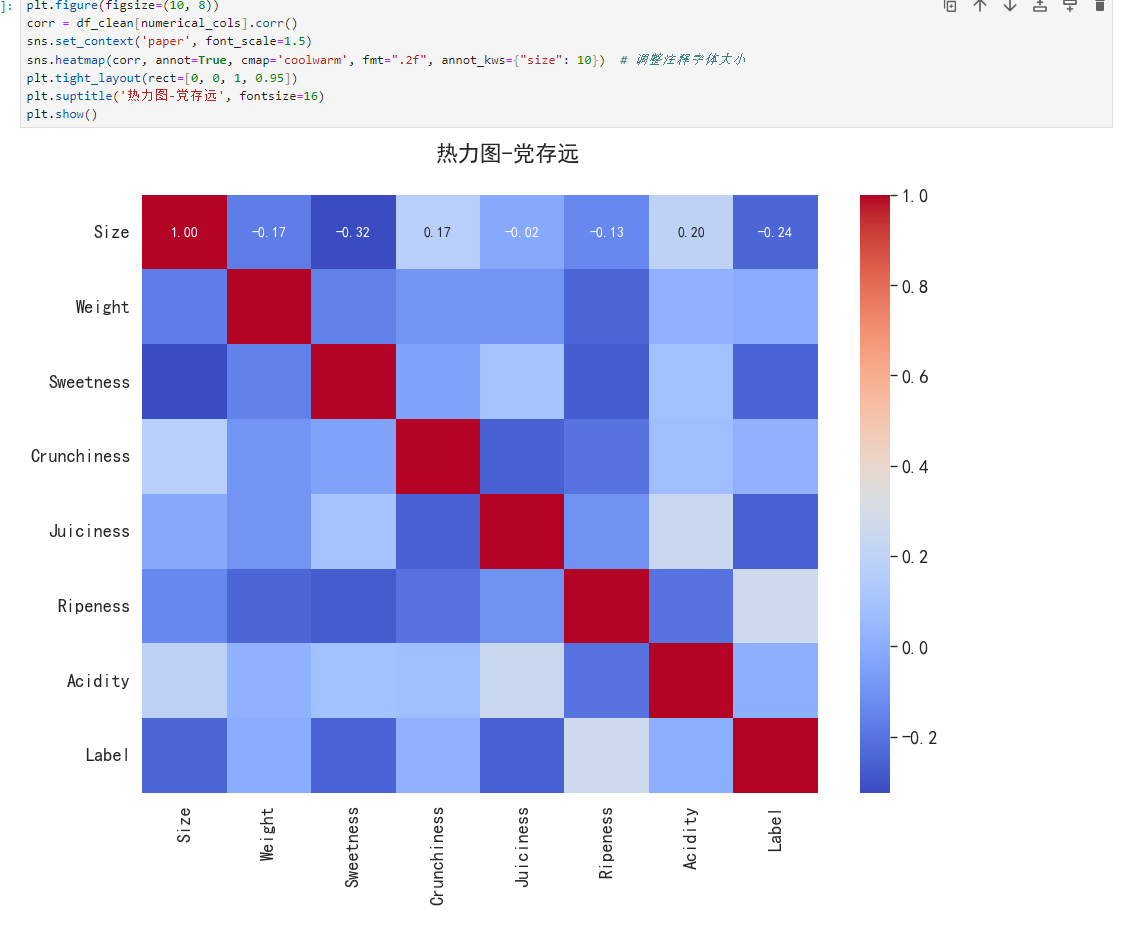 ]:
plt.figure(figsize=(10, 8))
corr = df_clean[numerical_cols].corr()
sns.set_context('paper', font_scale=1.5)
sns.heatmap(corr, annot=True, cmap='coolwarm', fmt=".2f", annot_kws={"size": 10})  # 调整注释字体大小
plt.tight_layout(rect=[0, 0, 1, 0.95])
plt.suptitle('热力图-党存远', fontsize=16)
plt.show()
热力图-党存远
Size 1.00 -0.17 -0.32 0.17 -0.02 -0.13 0.20 -0.24
Weight
Sweetness
Crunchiness
Juiciness
Ripeness
Acidity
Label
Size Weight Sweetness Crunchiness Juiciness Ripeness Acidity Label
1.0
0.8
0.6
0.4
0.2
0.0
-0.2